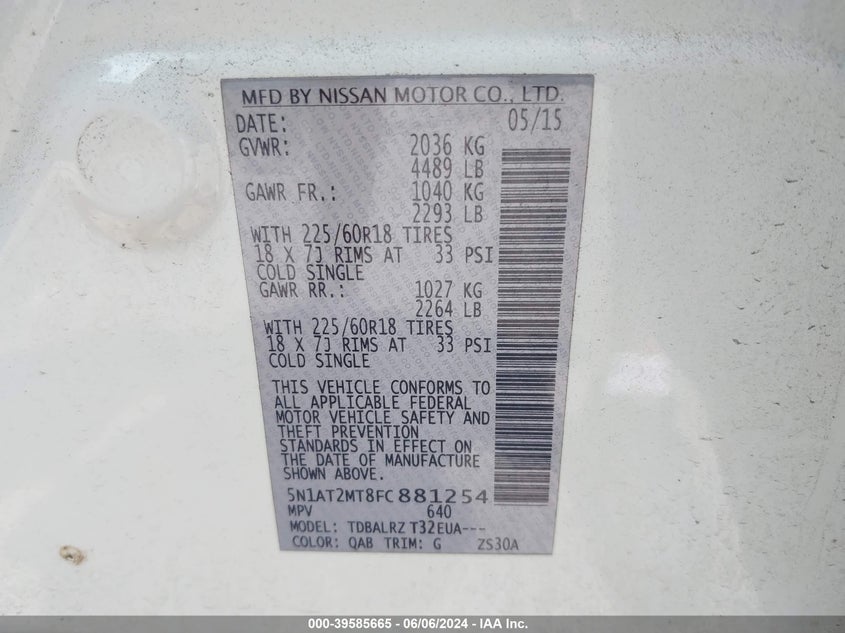 MFD BY NISSAN MOTOR CO., LTD.
DATE: 05/15
GVWR: 2036 KG
4489 LB
GAWR FR.: 1040 KG
2293 LB
WITH 225/60R18 TIRES
18 X 7J RIMS AT 33 PSI
COLD SINGLE
GAWR RR.: 1027 KG
2264 LB
WITH 225/60R18 TIRES
18 X 7J RIMS AT 33 PSI
COLD SINGLE
THIS VEHICLE CONFORMS TO
ALL APPLICABLE FEDERAL
MOTOR VEHICLE SAFETY AND
THEFT PREVENTION
STANDARDS IN EFFECT ON
THE DATE OF MANUFACTURE
SHOWN ABOVE.
5N1AT2MT8FC881254
MPV 640
MODEL: TDBALRZ T32EUA---
COLOR: QAB TRIM: G ZS30A
000-39585665 - 06/06/2024 - IAA Inc.